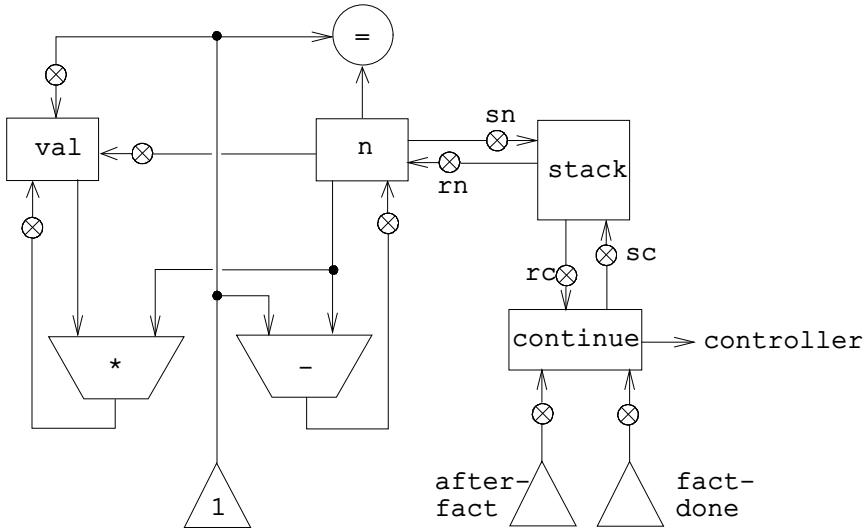 =
sn
val
n
stack
rn
rc
sc
continue
controller
*
–
after–
fact
fact–
done
1